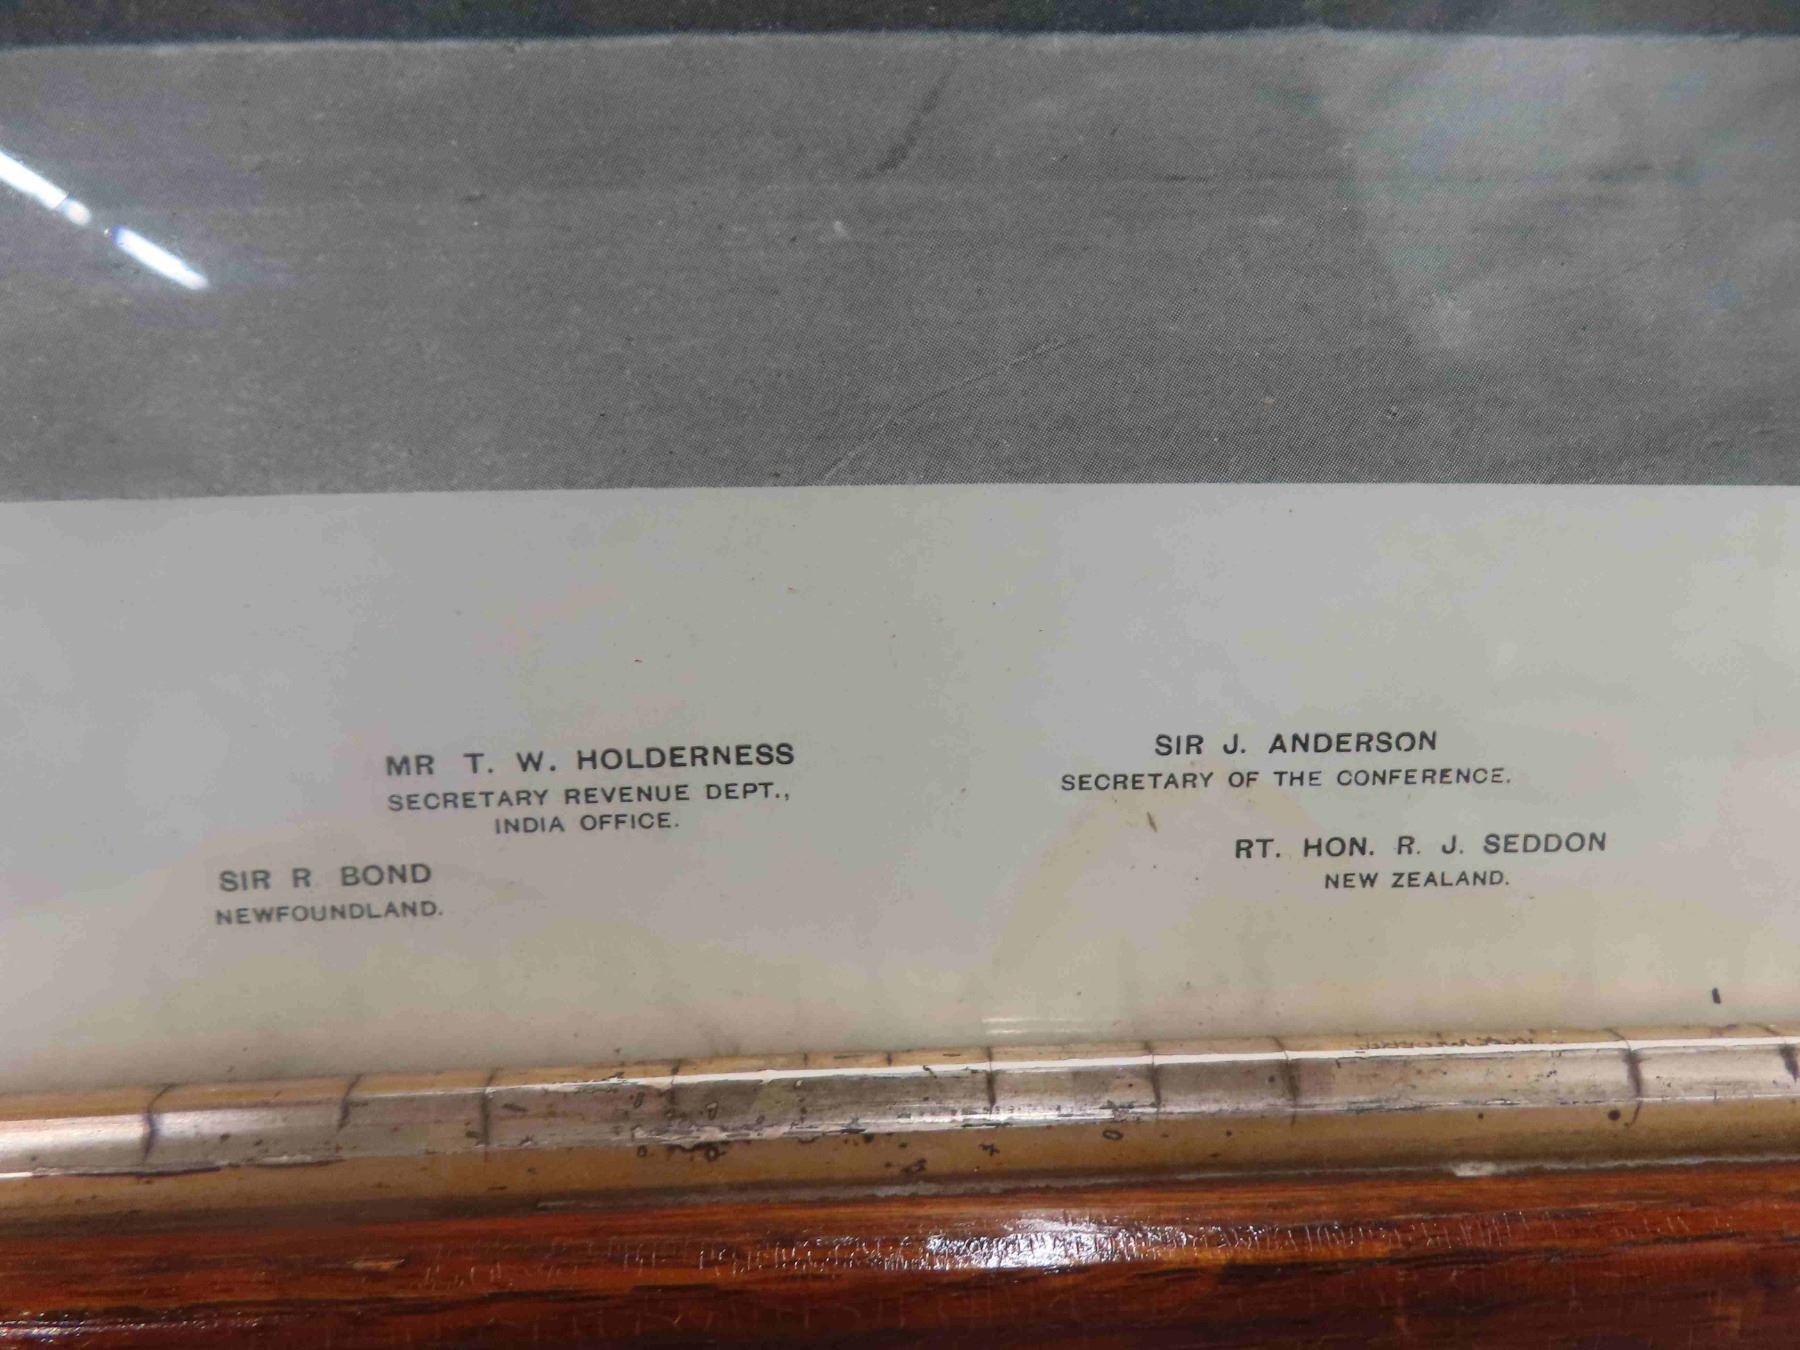 MR T. W. HOLDERNESS
SECRETARY REVENUE DEPT.,
INDIA OFFICE.
SIR R BOND
NEWFOUNDLAND.
SIR J. ANDERSON
SECRETARY OF THE CONFERENCE.
RT. HON. R. J. SEDDON
NEW ZEALAND.